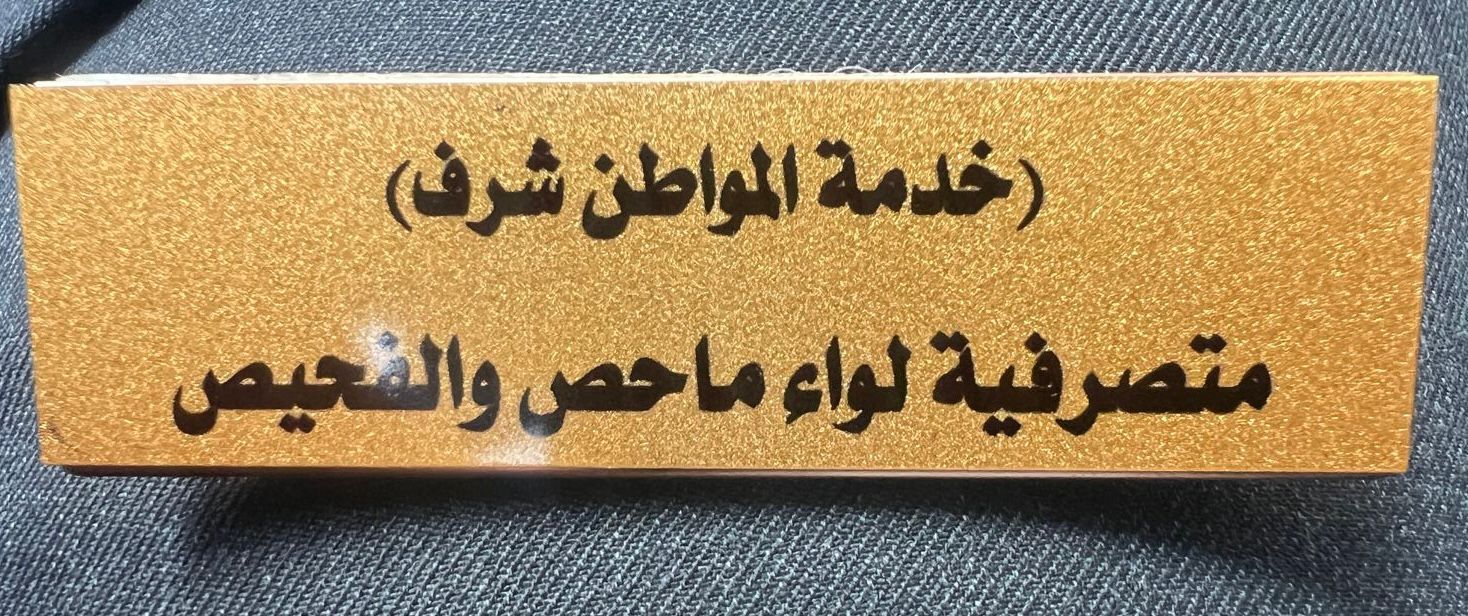 (خدمة المواطن شرف)
متصرفية لواء ماحص والفحيص